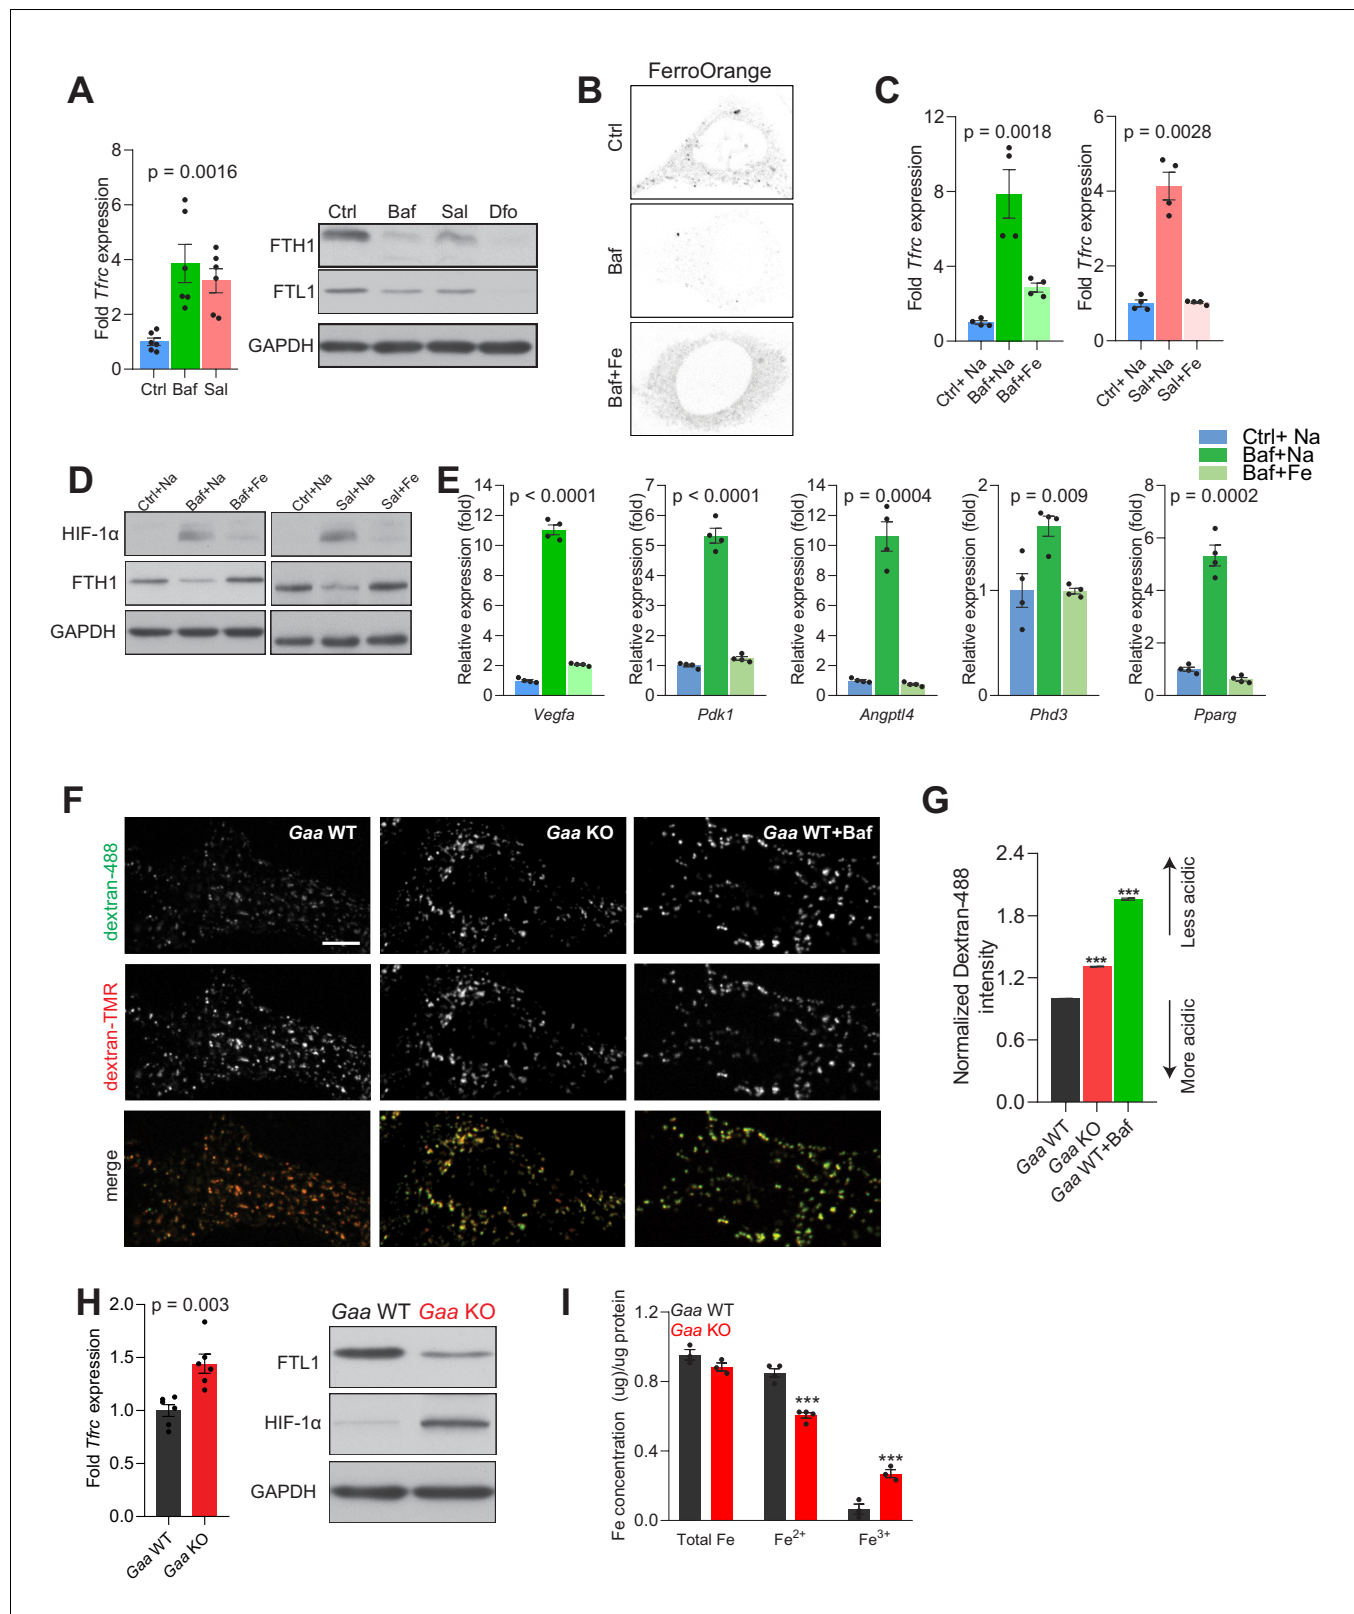 A
8
6
4
2
0
Fold Tfrc expression
p = 0.0016
Ctrl Baf Sal
Ctrl Baf Sal Dfo
FTH1
FTL1
GAPDH
B
FerroOrange
Ctrl
Baf
Baf+Fe
C
12
8
4
0
Fold Tfrc expression
p = 0.0018
Ctrl+ Na
Baf+Na
Baf+Fe
6
4
2
0
Fold Tfrc expression
p = 0.0028
Ctrl+ Na
Sal+Na
Sal+Fe
D
Ctrl+Na
Baf+Na
Baf+Fe
Ctrl+Na
Sal+Na
Sal+Fe
HIF-1α
FTH1
GAPDH
Ctrl+ Na
Baf+Na
Baf+Fe
E
14
12
10
8
6
4
2
0
Relative expression (fold)
p < 0.0001
Vegfa
7
6
5
4
3
2
1
0
Relative expression (fold)
p < 0.0001
Pdk1
14
12
10
8
6
4
2
0
Relative expression (fold)
p = 0.0004
Angptl4
2
1
0
Relative expression (fold)
p = 0.009
Phd3
8
6
4
2
0
Relative expression (fold)
p = 0.0002
Pparg
F
Gaa WT
Gaa KO
Gaa WT+Baf
dextran-488
dextran-TMR
merge
G
2.4
1.8
1.2
0.6
0.0
Normalized Dextran-488
intensity
***
***
Less acidic
More acidic
Gaa WT
Gaa KO
Gaa WT+Baf
H
2.0
1.5
1.0
0.5
0.0
Fold Tfrc expression
p = 0.003
Gaa WT
Gaa KO
Gaa WT Gaa KO
FTL1
HIF-1α
GAPDH
I
1.2
0.8
0.4
0.0
Fe concentration (ug)/ug protein
Gaa WT
Gaa KO
***
***
Total Fe
Fe2+
Fe3+